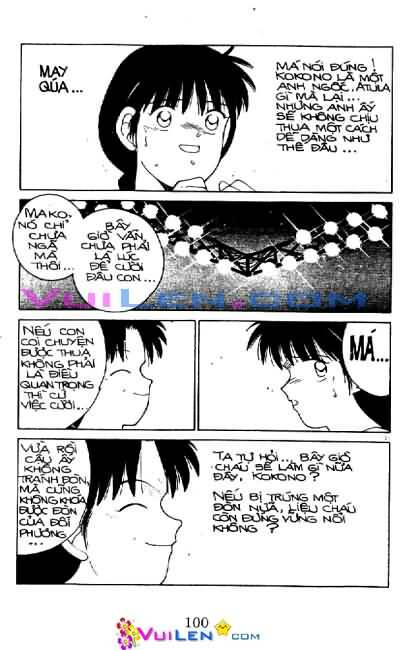 MAY
QÚA...
MÁ NÓI ĐÚNG!
KOKONO LÀ MỘT
ANH NGỐC, ATULA
GÌ MÀ LẠI...
NHƯNG ANH ẤY
SẼ KHÔNG CHỊU
THUA MỘT CÁCH
DỄ DÀNG NHƯ
THẾ ĐÂU...
MAKO-
NÓ CHỈ
CHƯA
NGÃ
MÀ
THÔI...
BÂY
GIỜ VẪN
CHƯA PHẢI
LÀ LÚC
ĐỂ CƯỜI
ĐÂU CON...
VUILEN.COM
NẾU CON
COI CHUYỆN
ĐƯỢC THUA
KHÔNG PHẢI
LÀ ĐIỀU
QUAN TRỌNG
THÌ CỨ
VIỆC CƯỜI...
MÁ...
VỪA RỒI
CẬU ẤY
KHÔNG
TRÁNH ĐÒN,
MÀ CŨNG
KHÔNG KHÓA
ĐƯỢC ĐÒN
CỦA ĐỐI
PHƯƠNG
...
TA TỰ HỎI... BÂY GIỜ
CHÁU SẼ LÀM GÌ NỮA
ĐÂY, KOKONO?
NẾU BỊ TRÚNG MỘT
ĐÒN NỮA, LIỆU CHÁU
CÒN ĐỨNG VỮNG NỔI
KHÔNG?
100
VUILEN.COM